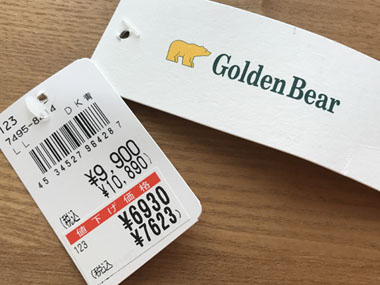 Golden Bear
123
7495-8414 DK青
LL
45 34527 96428 7
¥9,900
(税込 ¥10,890)
値下げ価格
123 ¥6930
(税込 ¥7623)